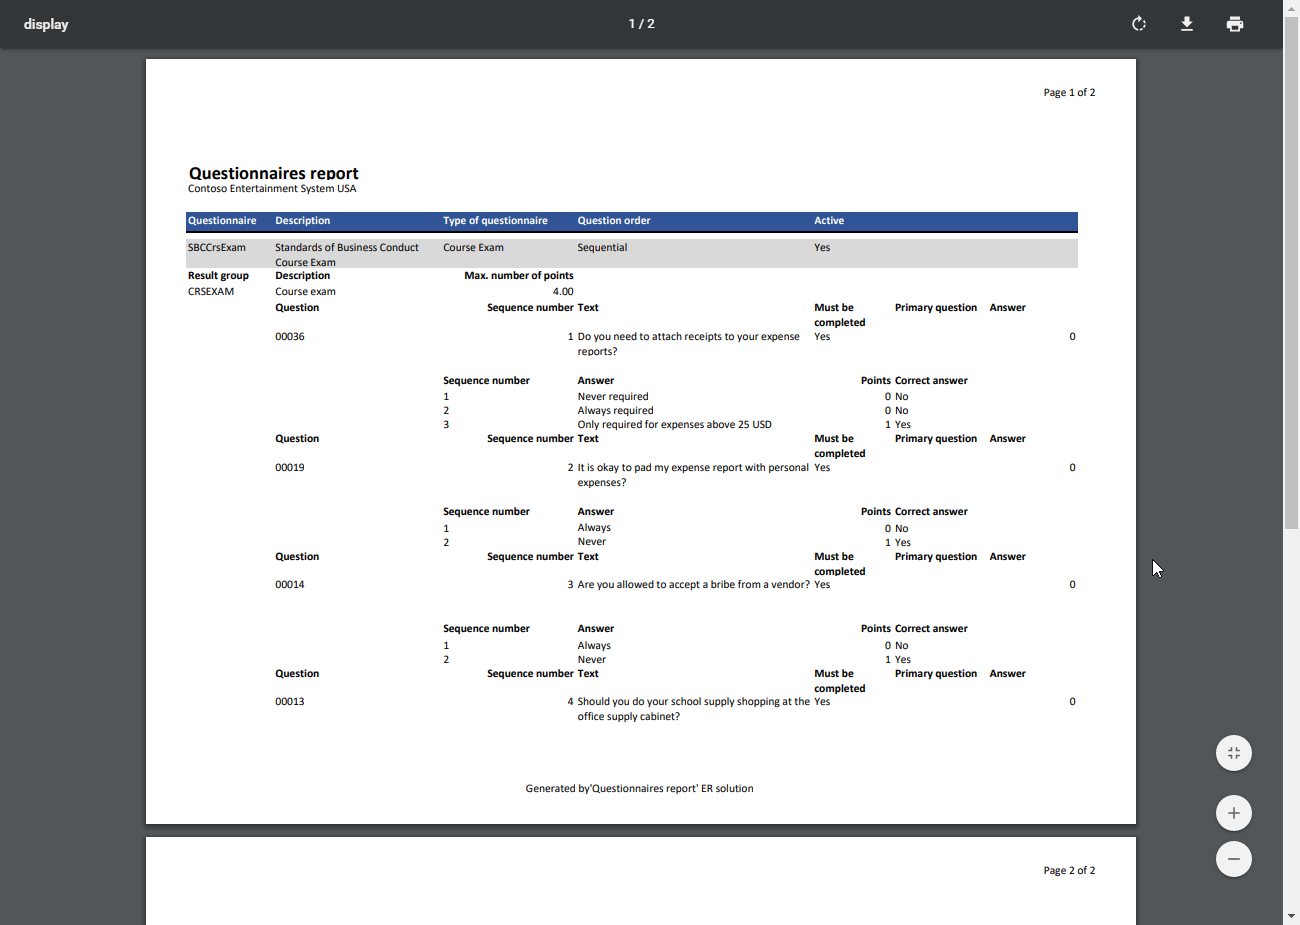 display
1 / 2
Page 1 of 2
Questionnaires report
Contoso Entertainment System USA
Questionnaire Description Type of questionnaire Question order Active
SBCCrsExam Standards of Business Conduct Course Exam Sequential Yes
Course Exam
Result group Description Max. number of points
CRSEXAM Course exam 4.00
Question Sequence number Text Must be Primary question Answer
completed
00036 1 Do you need to attach receipts to your expense Yes 0
reports?
Sequence number Answer Points Correct answer
1 Never required 0 No
2 Always required 0 No
3 Only required for expenses above 25 USD 1 Yes
Question Sequence number Text Must be Primary question Answer
completed
00019 2 It is okay to pad my expense report with personal Yes 0
expenses?
Sequence number Answer Points Correct answer
1 Always 0 No
2 Never 1 Yes
Question Sequence number Text Must be Primary question Answer
completed
00014 3 Are you allowed to accept a bribe from a vendor? Yes 0
Sequence number Answer Points Correct answer
1 Always 0 No
2 Never 1 Yes
Question Sequence number Text Must be Primary question Answer
completed
00013 4 Should you do your school supply shopping at the Yes 0
office supply cabinet?
Generated by'Questionnaires report' ER solution
Page 2 of 2